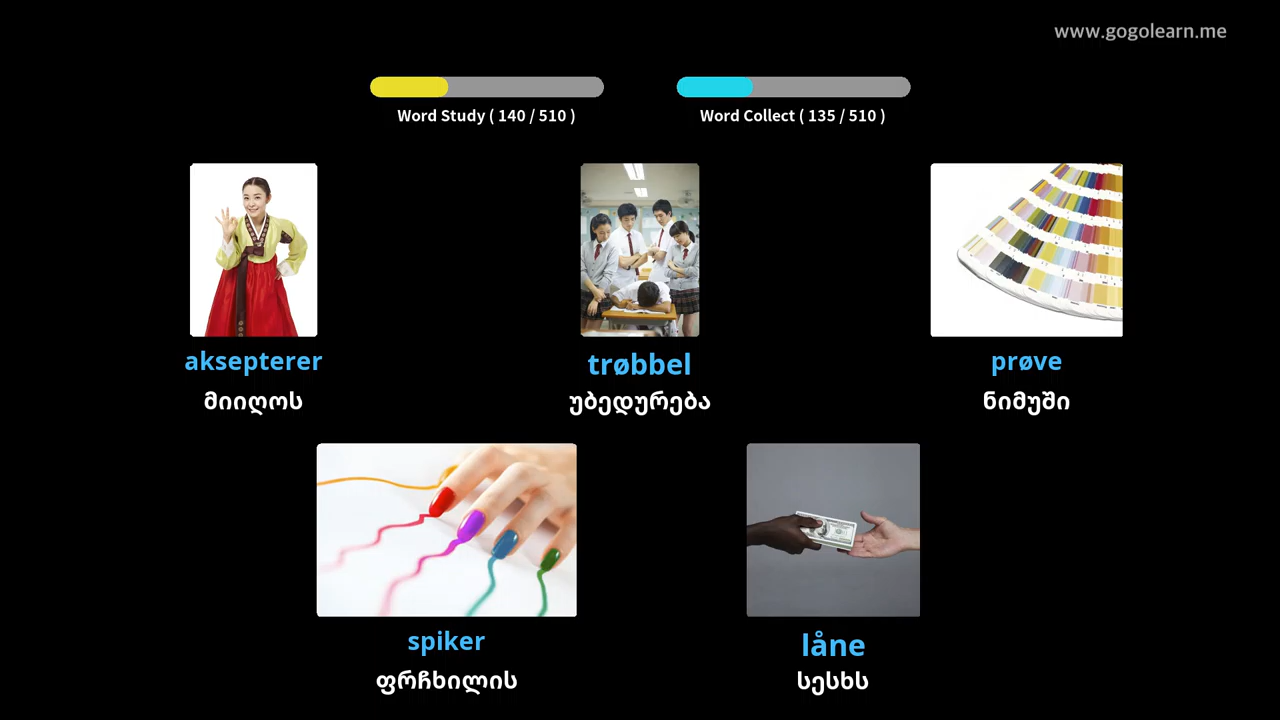 www.gogolearn.me
Word Study ( 140 / 510 )
Word Collect ( 135 / 510 )
aksepterer
მიიღოს
trøbbel
უბედურება
prøve
ნიმუში
spiker
ფრჩხილის
låne
სესხს